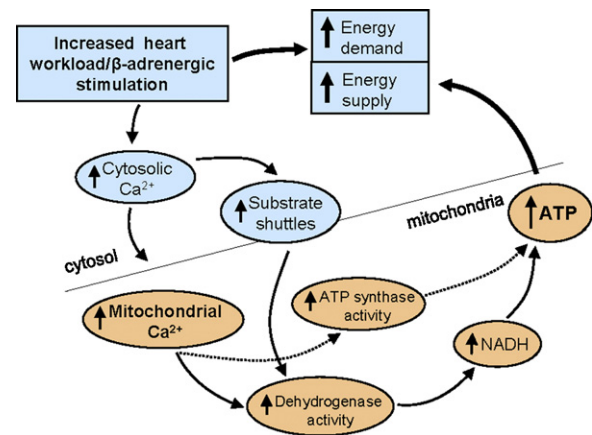 Increased heart
workload/β-adrenergic
stimulation
Energy
demand
Energy
supply
Cytosolic
Ca²⁺
Substrate
shuttles
mitochondria
ATP
cytosol
Mitochondrial
Ca²⁺
ATP synthase
activity
NADH
Dehydrogenase
activity